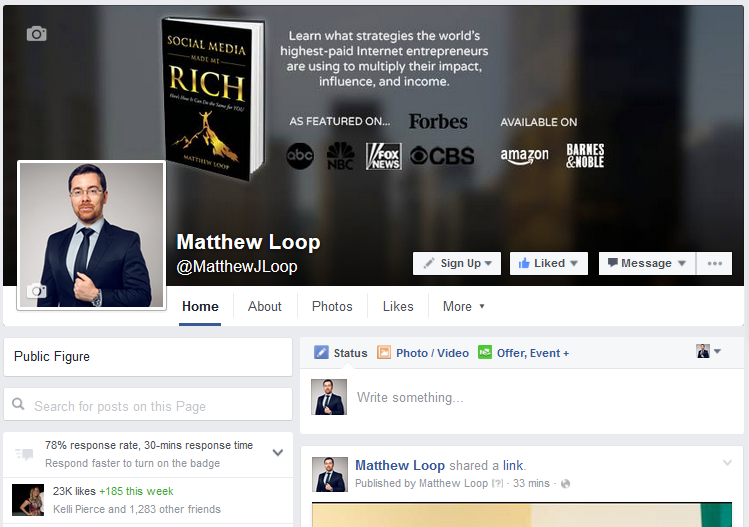 SOCIAL MEDIA
MADE ME
RICH
Here's How It Can Do the Same for YOU
MATTHEW LOOP
Learn what strategies the world's
highest-paid Internet entrepreneurs
are using to multiply their impact,
influence, and income.
AS FEATURED ON...
Forbes
abc
NBC
FOX
NEWS
CBS
AVAILABLE ON
amazon
BARNES
&NOBLE
Matthew Loop
@MatthewJLoop
Sign Up
Liked
Message
Home
About
Photos
Likes
More
Public Figure
Search for posts on this Page
78% response rate, 30-mins response time
Respond faster to turn on the badge
23K likes +185 this week
Kelli Pierce and 1,283 other friends
Status
Photo / Video
Offer, Event +
Write something...
Matthew Loop shared a link.
Published by Matthew Loop [?] · 33 mins ·